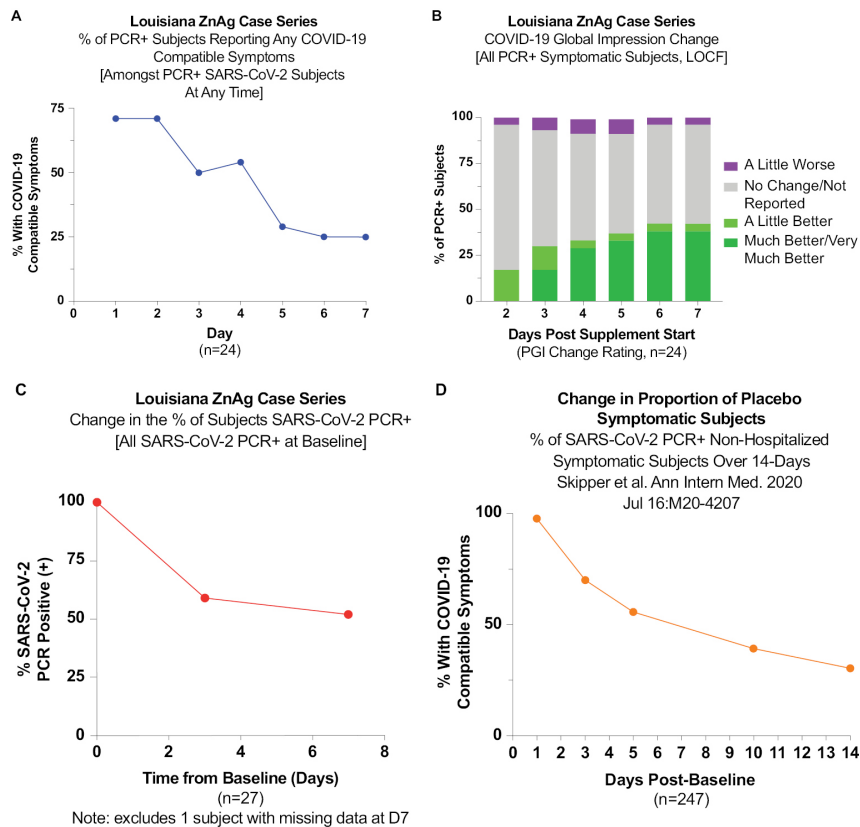 A
Louisiana ZnAg Case Series
% of PCR+ Subjects Reporting Any COVID-19
Compatible Symptoms
[Amongst PCR+ SARS-CoV-2 Subjects
At Any Time]
% With COVID-19
Compatible Symptoms
75
50
25
0
1 2 3 4 5 6 7
Day
(n=24)
B
Louisiana ZnAg Case Series
COVID-19 Global Impression Change
[All PCR+ Symptomatic Subjects, LOCF]
% of PCR+ Subjects
100
75
50
25
0
2 3 4 5 6 7
Days Post Supplement Start
(PGI Change Rating, n=24)
A Little Worse
No Change/Not
Reported
A Little Better
Much Better/Very
Much Better
C
Louisiana ZnAg Case Series
Change in the % of Subjects SARS-CoV-2 PCR+
[All SARS-CoV-2 PCR+ at Baseline]
% SARS-CoV-2
PCR Positive (+)
100
75
50
25
0
0 2 4 6 8
Time from Baseline (Days)
(n=27)
Note: excludes 1 subject with missing data at D7
D
Change in Proportion of Placebo
Symptomatic Subjects
% of SARS-CoV-2 PCR+ Non-Hospitalized
Symptomatic Subjects Over 14-Days
Skipper et al. Ann Intern Med. 2020
Jul 16:M20-4207
% With COVID-19
Compatible Symptoms
100
50
0
0 1 2 3 4 5 6 7 8 9 10 11 12 13 14
Days Post-Baseline
(n=247)